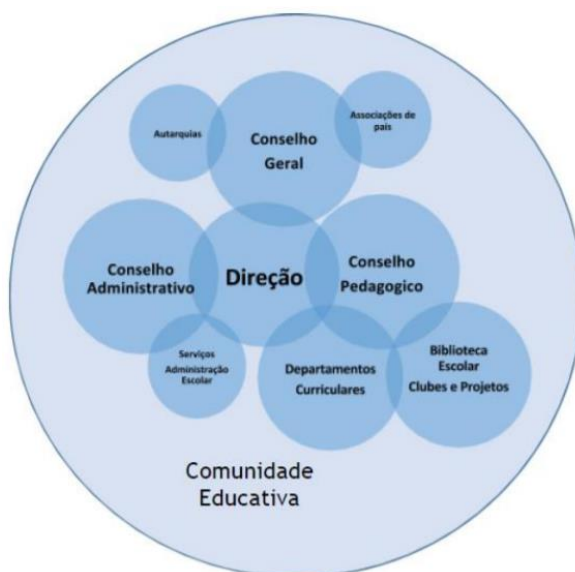 Autarquias
Conselho
Geral
Associações de
país
Conselho
Administrativo
Direção
Conselho
Pedagogico
Serviços
Administração
Escolar
Departamentos
Curriculares
Biblioteca
Escolar
Clubes e Projetos
Comunidade
Educativa